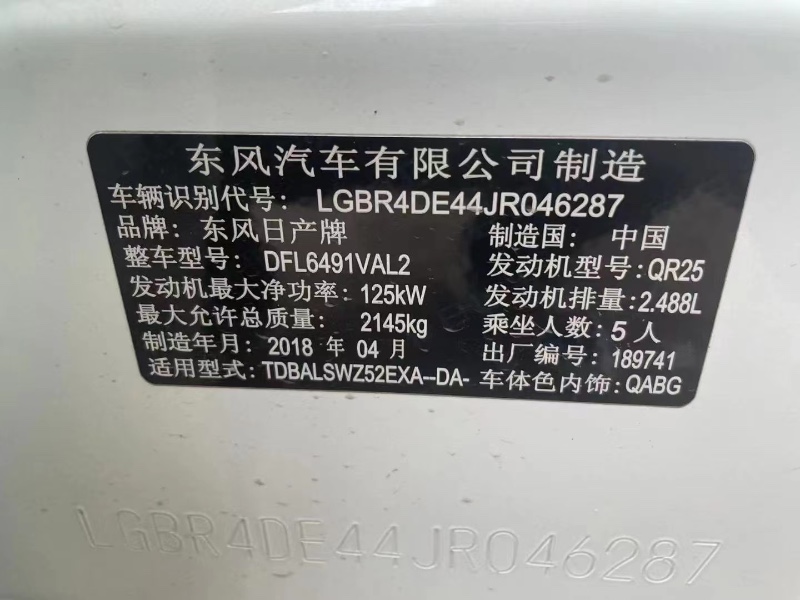 东风汽车有限公司制造
车辆识别代号: LGBR4DE44JR046287
品牌: 东风日产牌 制造国: 中国
整车型号: DFL6491VAL2 发动机型号: QR25
发动机最大净功率: 125kW 发动机排量: 2.488L
最大允许总质量: 2145kg 乘坐人数: 5 人
制造年月: 2018 年 04 月 出厂编号: 189741
适用型式: TDBALSWZ52EXA--DA- 车体色内饰: QABG
LGBR4DE44JR046287